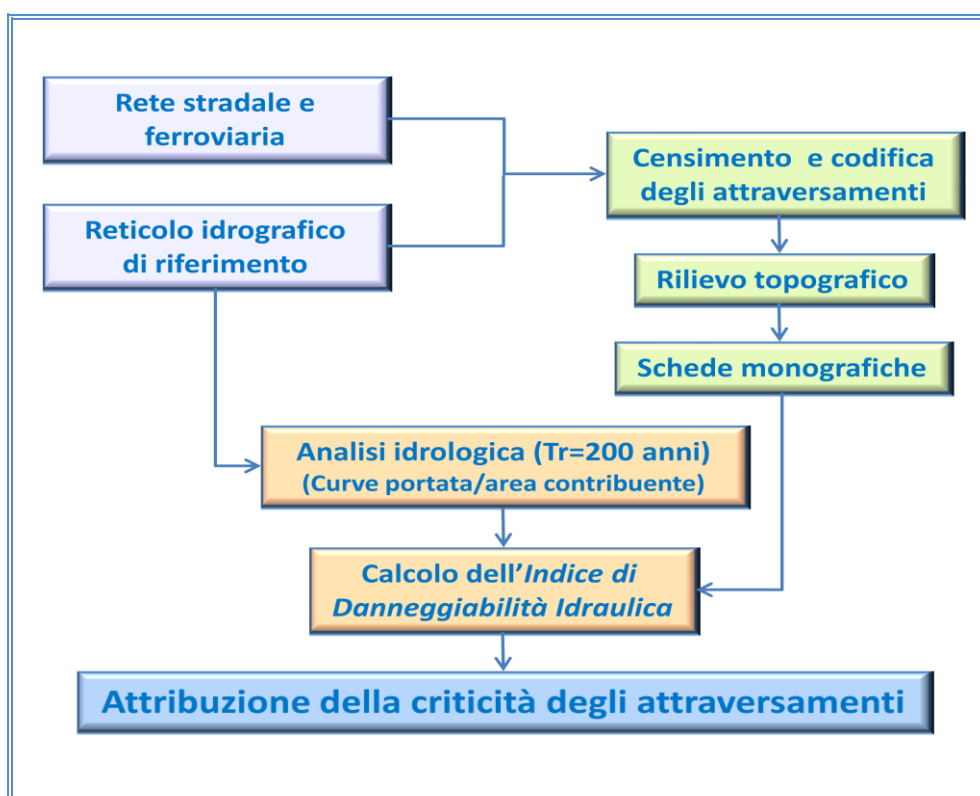 Rete stradale e
ferroviaria
Censimento e codifica
degli attraversamenti
Reticolo idrografico
di riferimento
Rilievo topografico
Schede monografiche
Analisi idrologica (Tr=200 anni)
(Curve portata/area contribuente)
Calcolo dell’Indice di
Danneggiabilità Idraulica
Attribuzione della criticità degli attraversamenti